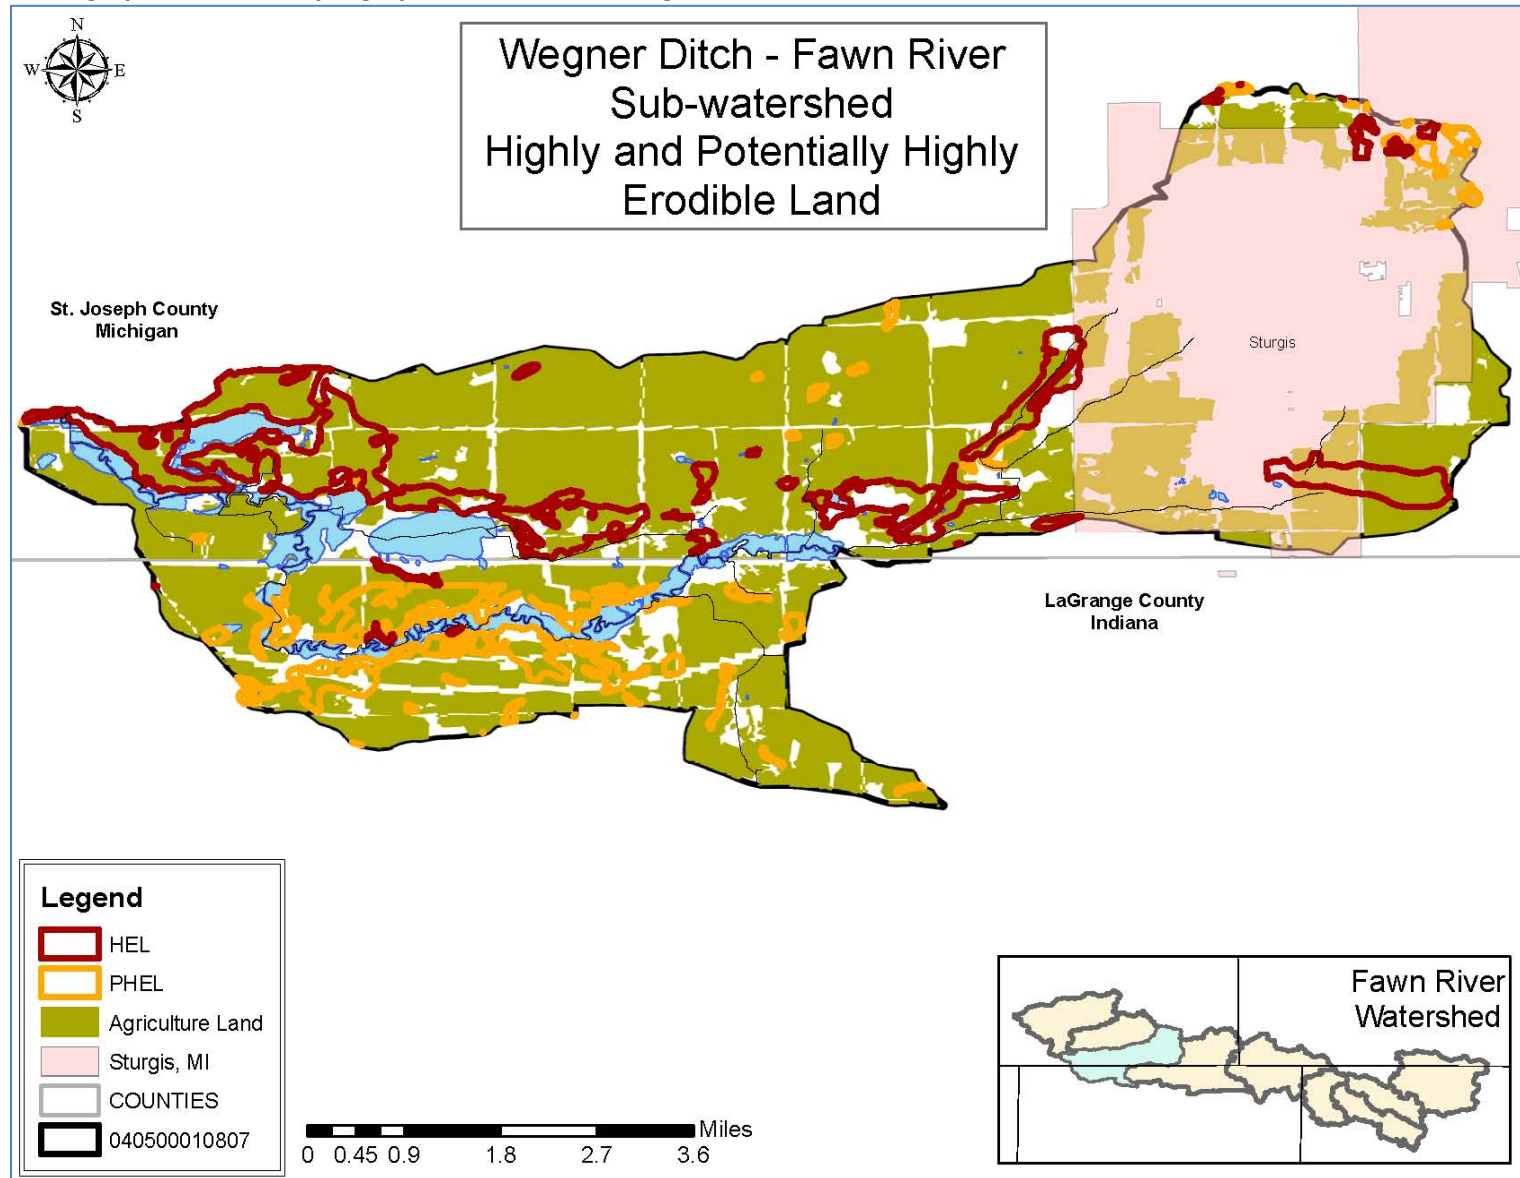 N
W
E
S
Wegner Ditch - Fawn River
Sub-watershed
Highly and Potentially Highly
Erodible Land
St. Joseph County
Michigan
Sturgis
LaGrange County
Indiana
Legend
HEL
PHEL
Agriculture Land
Sturgis, MI
COUNTIES
040500010807
Miles
0 0.45 0.9 1.8 2.7 3.6
Fawn River
Watershed